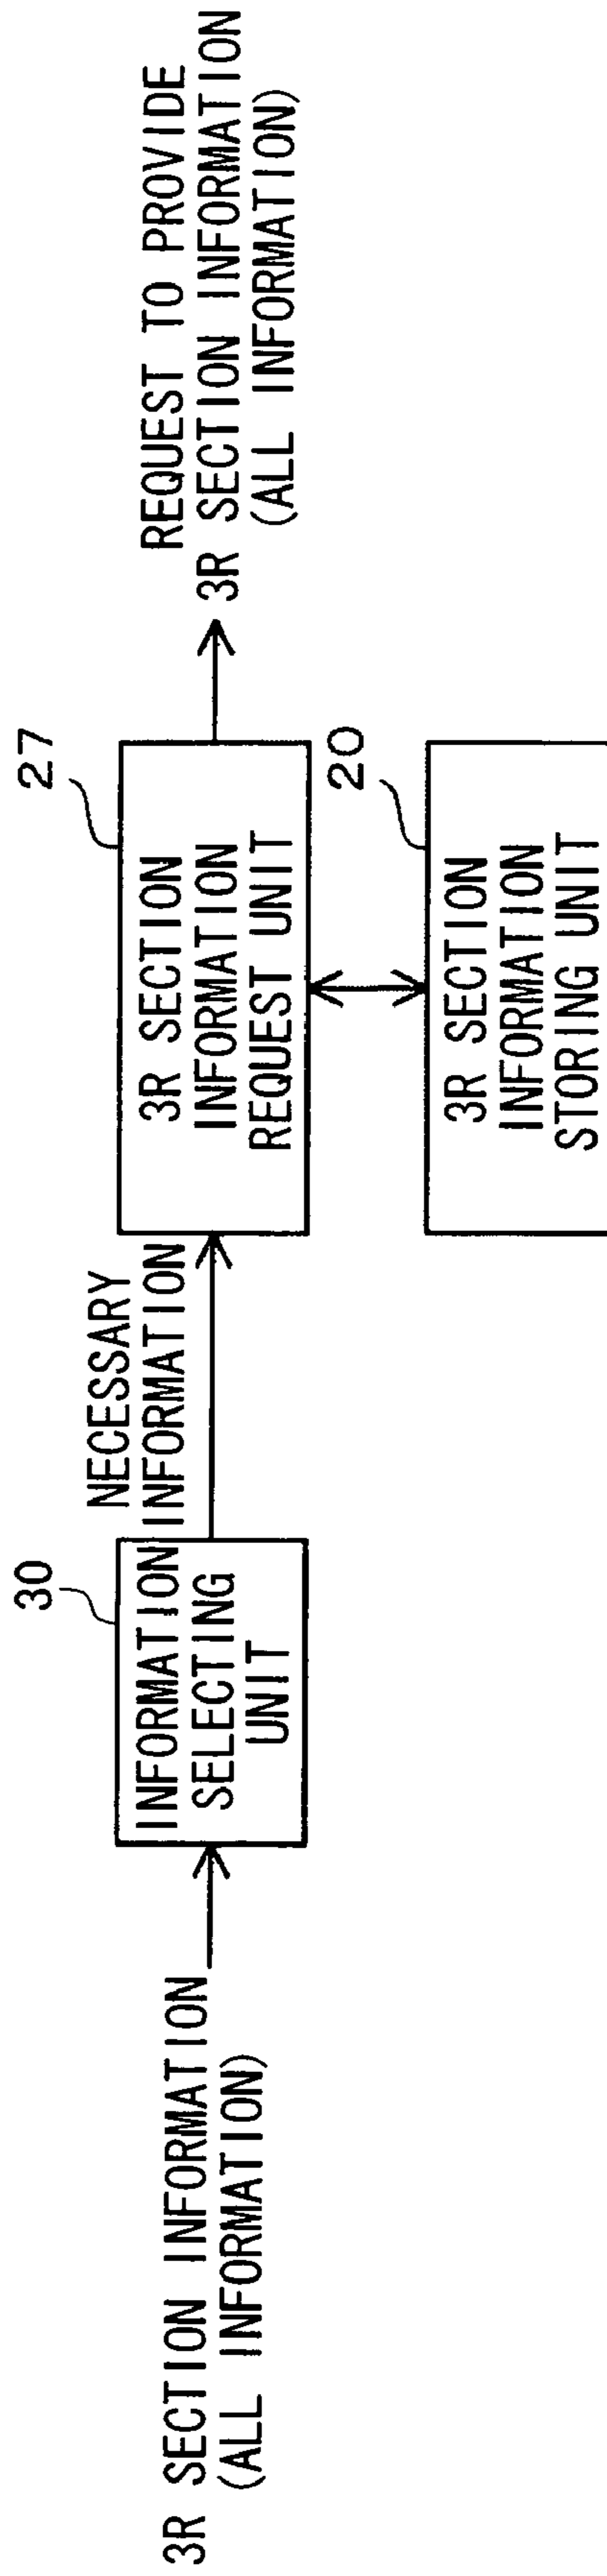 3R SECTION INFORMATION
(ALL INFORMATION)
30
INFORMATION
SELECTING
UNIT
NECESSARY
INFORMATION
27
3R SECTION
INFORMATION
REQUEST UNIT
20
3R SECTION
INFORMATION
STORING UNIT
REQUEST TO PROVIDE
3R SECTION INFORMATION
(ALL INFORMATION)